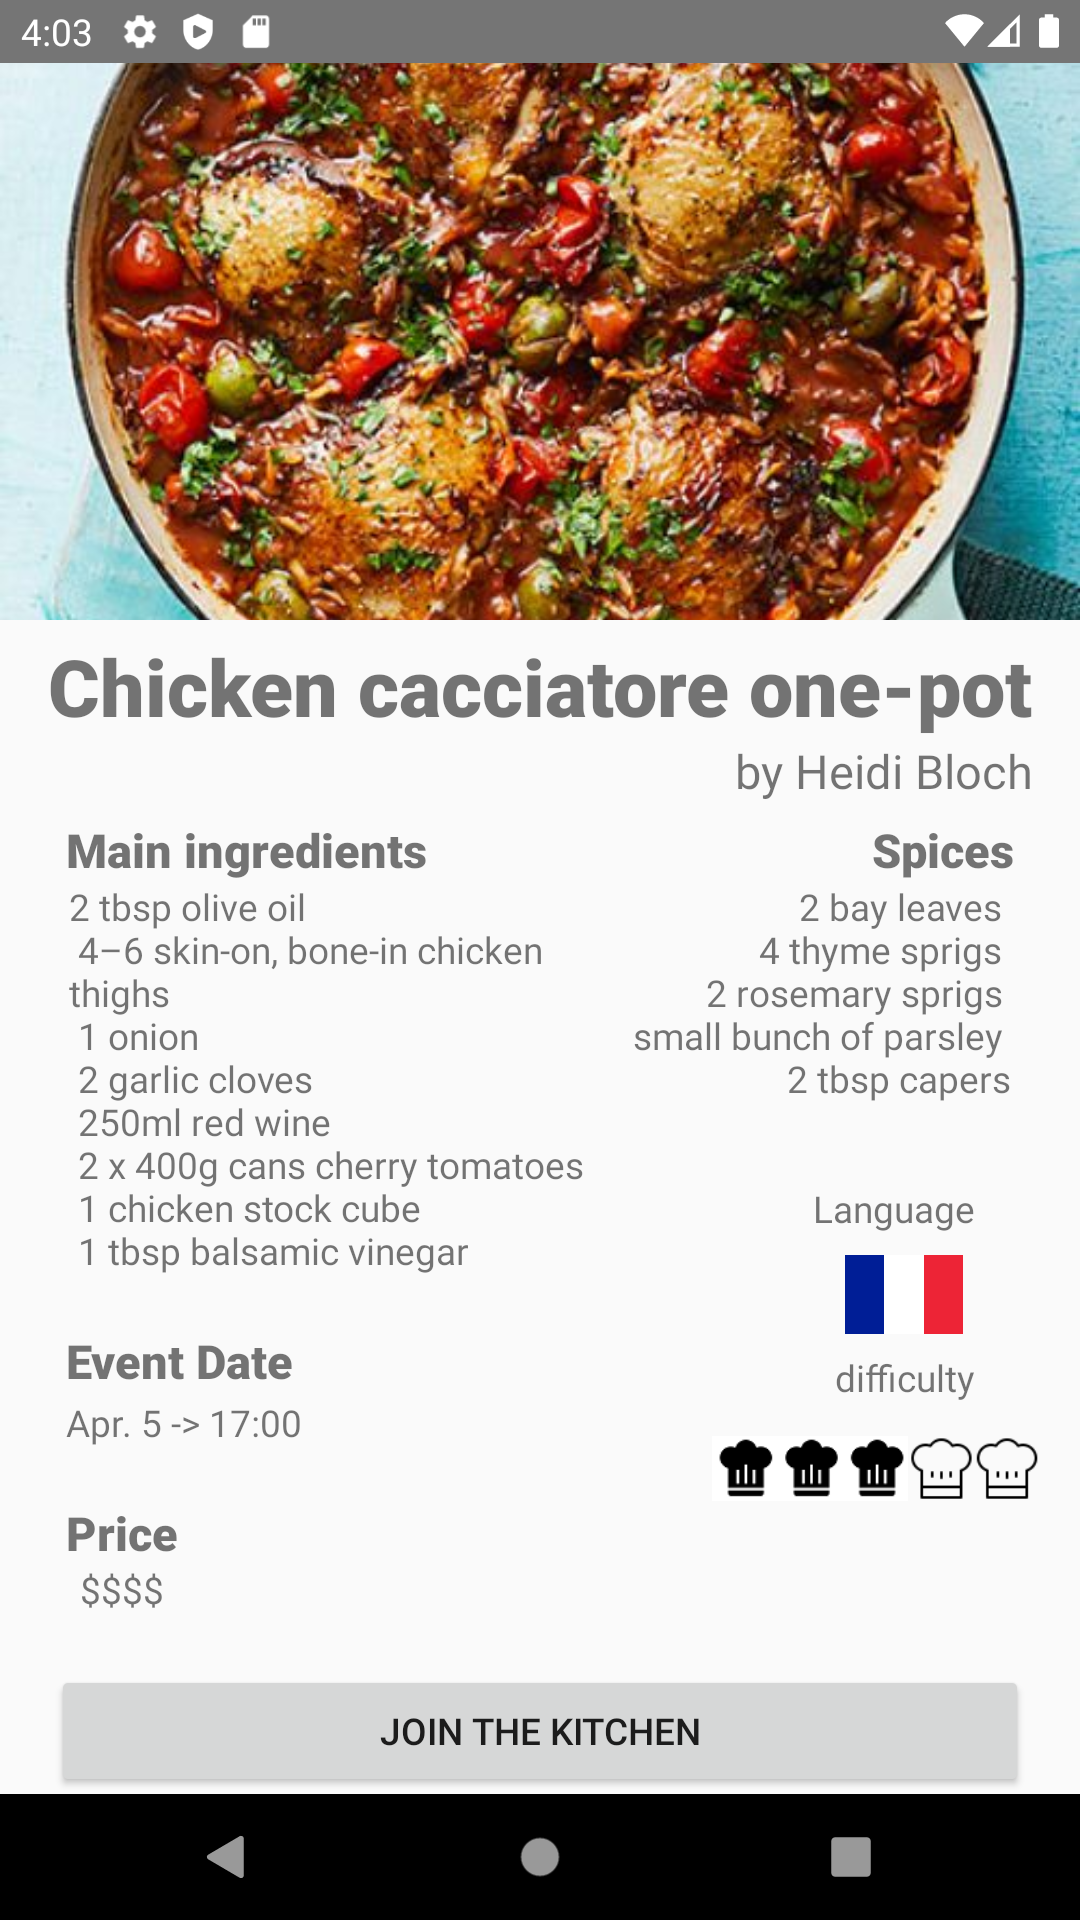 4:03
Chicken cacciatore one-pot
by Heidi Bloch
Main ingredients
2 tbsp olive oil
4–6 skin-on, bone-in chicken
thighs
1 onion
2 garlic cloves
250ml red wine
2 x 400g cans cherry tomatoes
1 chicken stock cube
1 tbsp balsamic vinegar
Spices
2 bay leaves
4 thyme sprigs
2 rosemary sprigs
small bunch of parsley
2 tbsp capers
Language
difficulty
Event Date
Apr. 5 -> 17:00
Price
$$$$
JOIN THE KITCHEN